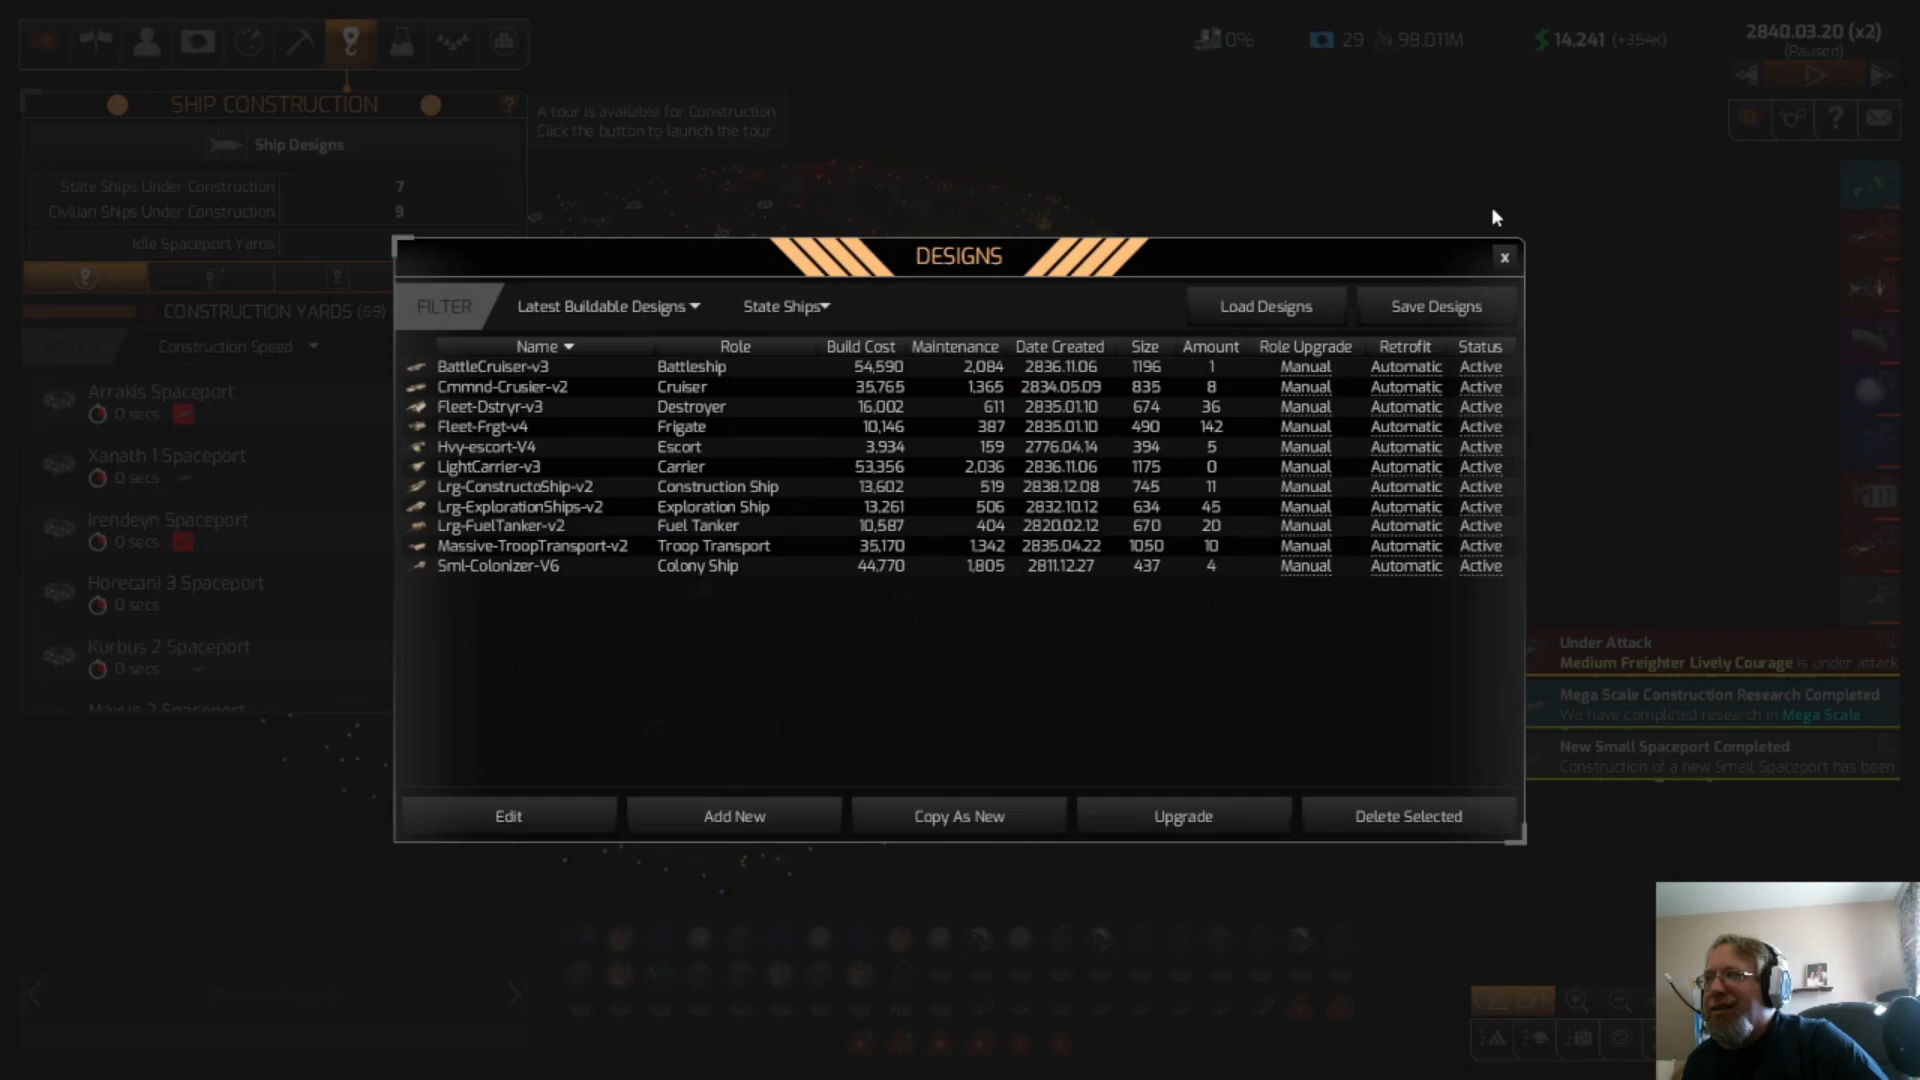 0%
29
98,011M
14,241 (+354K)
2840.03.20 (x2)
(Paused)
SHIP CONSTRUCTION
?
A tour is available for Construction.
Click the button to launch the tour
Ship Designs
State Ships Under Construction 7
Civilian Ships Under Construction 9
Idle Spaceport Yards
CONSTRUCTION YARDS (59)
FILTER
Construction Speed
Arrakis Spaceport
0 secs
Xanath 1 Spaceport
0 secs
Irendeyn Spaceport
0 secs
Horecani 3 Spaceport
0 secs
Kurbus 2 Spaceport
0 secs
Maxus 2 Spaceport
DESIGNS
x
FILTER
Latest Buildable Designs
State Ships
Load Designs
Save Designs
Name Role Build Cost Maintenance Date Created Size Amount Role Upgrade Retrofit Status
BattleCruiser-v3 Battleship 54,590 2,084 2836.11.06 1196 1 Manual Automatic Active
Cmmnd-Crusier-v2 Cruiser 35,765 1,365 2834.05.09 835 8 Manual Automatic Active
Fleet-Dstryr-v3 Destroyer 16,002 611 2835.01.10 674 36 Manual Automatic Active
Fleet-Frgt-v4 Frigate 10,146 387 2835.01.10 490 142 Manual Automatic Active
Hvy-escort-V4 Escort 3,934 159 2776.04.14 394 5 Manual Automatic Active
LightCarrier-v3 Carrier 53,356 2,036 2836.11.06 1175 0 Manual Automatic Active
Lrg-ConstructoShip-v2 Construction Ship 13,602 519 2838.12.08 745 11 Manual Automatic Active
Lrg-ExplorationShips-v2 Exploration Ship 13,261 506 2832.10.12 634 45 Manual Automatic Active
Lrg-FuelTanker-v2 Fuel Tanker 10,587 404 2820.02.12 670 20 Manual Automatic Active
Massive-TroopTransport-v2 Troop Transport 35,170 1,342 2835.04.22 1050 10 Manual Automatic Active
Sml-Colonizer-V6 Colony Ship 44,770 1,805 2811.12.27 437 4 Manual Automatic Active
Edit
Add New
Copy As New
Upgrade
Delete Selected
Under Attack
Medium Freighter Lively Courage is under attack
Mega Scale Construction Research Completed
We have completed research in Mega Scale
New Small Spaceport Completed
Construction of a new Small Spaceport has been